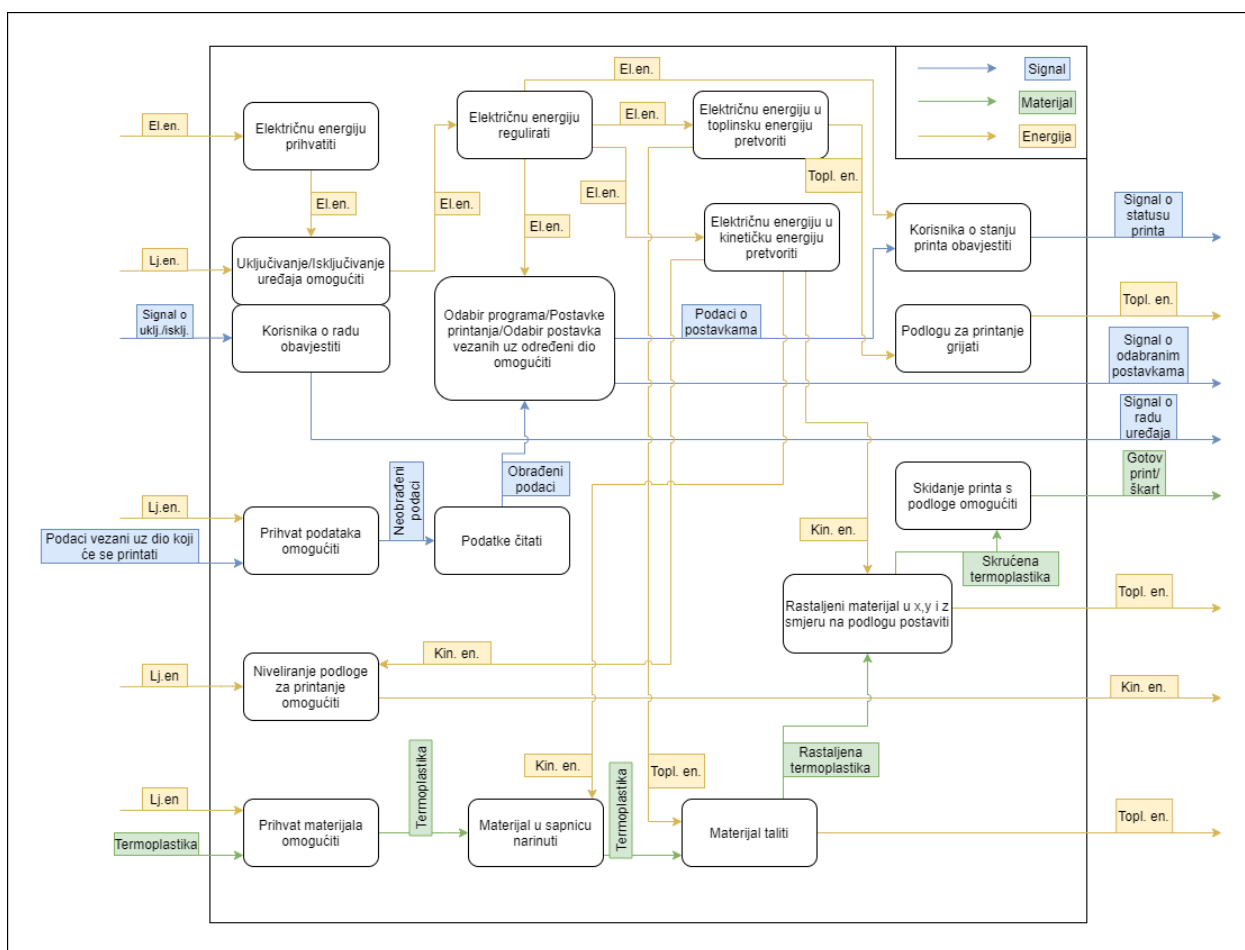 El.en.
Signal
El.en.
Električnu energiju
prihvatiti
Električnu energiju
regulirati
El.en.
Električnu energiju u
toplinsku energiju
pretvoriti
Materijal
Energija
Topl. en.
El.en.
El.en.
El.en.
El.en.
Električnu energiju u
kinetičku energiju
pretvoriti
Korisnika o stanju
printa obavjestiti
Signal o
statusu
printa
Lj.en.
Uključivanje/Isključivanje
uređaja omogućiti
Signal o
uklj./isklj.
Korisnika o radu
obavjestiti
Odabir programa/Postavke
printanja/Odabir postavka
vezanih uz određeni dio
omogućiti
Podaci o
postavkama
Podlogu za printanje
grijati
Topl. en.
Signal o
odabranim
postavkama
Signal o
radu
uređaja
Neobrađeni
podaci
Obrađeni
podaci
Skidanje printa s
podloge omogućiti
Gotov
print/
škart
Lj.en.
Podaci vezani uz dio koji
će se printati
Prihvat podataka
omogućiti
Podatke čitati
Kin. en.
Skrućena
termoplastika
Rastaljeni materijal u x,y i z
smjeru na podlogu postaviti
Topl. en.
Lj.en
Niveliranje podloge
za printanje
omogućiti
Kin. en.
Kin. en.
Lj.en
Termoplastika
Prihvat materijala
omogućiti
Termoplastika
Kin. en.
Materijal u sapnicu
narinuti
Termoplastika
Topl. en.
Rastaljena
termoplastika
Materijal taliti
Topl. en.